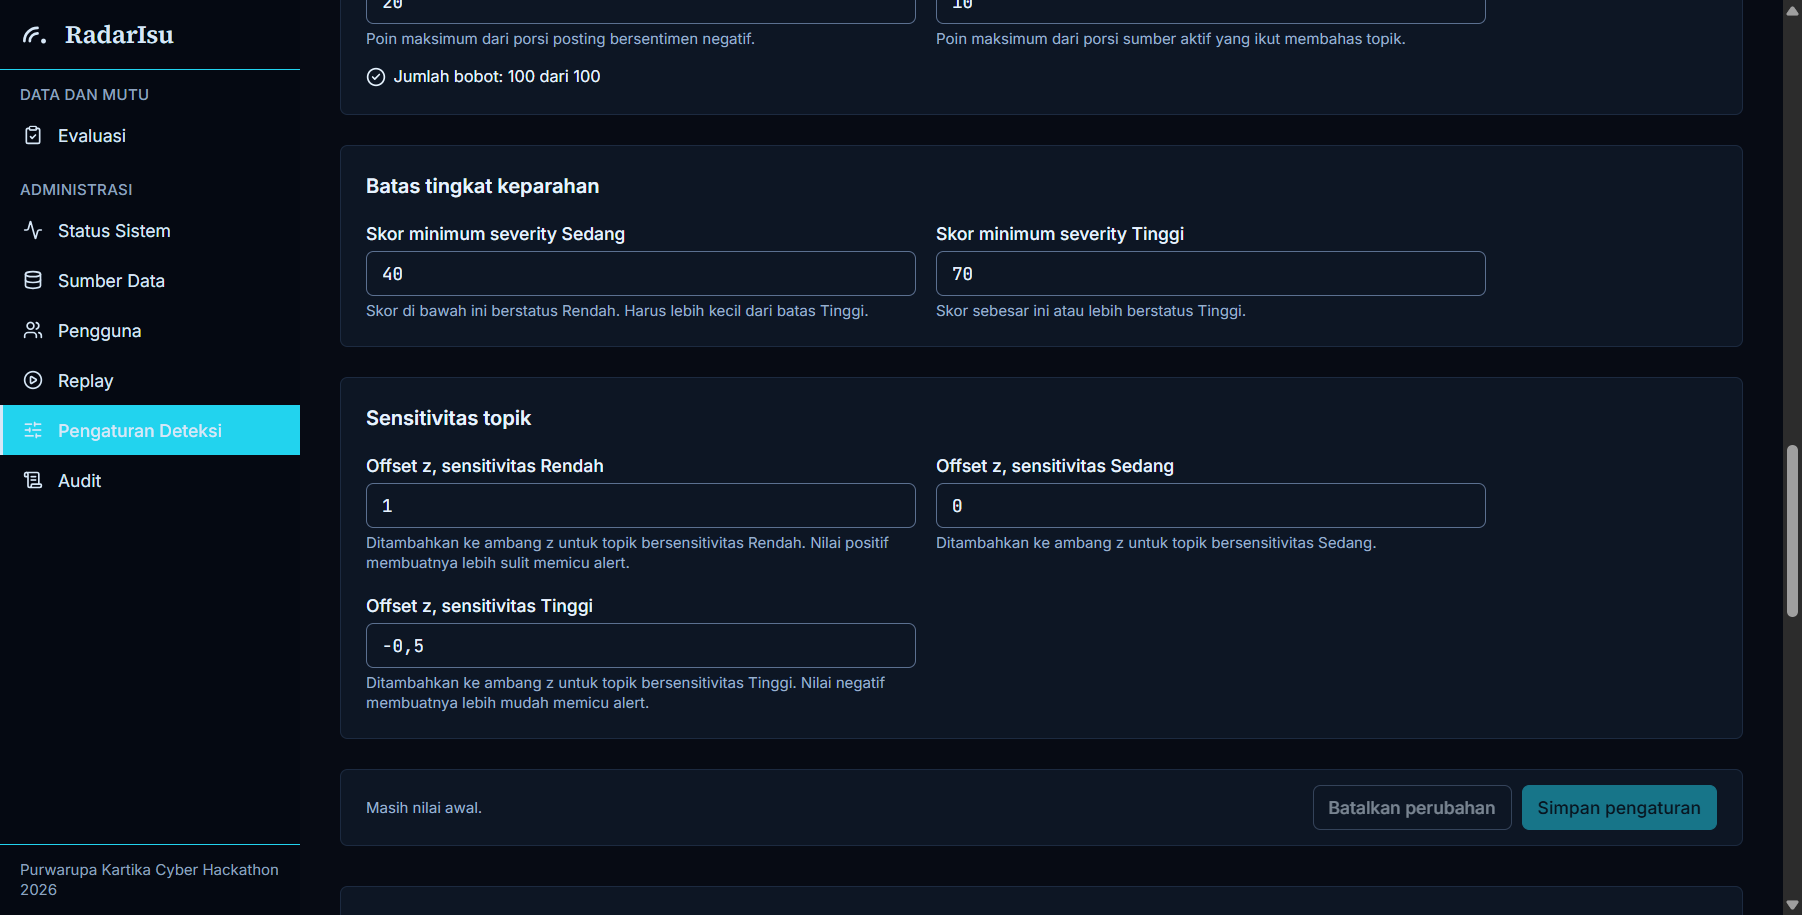 RadarIsu
DATA DAN MUTU
Evaluasi
ADMINISTRASI
Status Sistem
Sumber Data
Pengguna
Replay
Pengaturan Deteksi
Audit
Purwarupa Kartika Cyber Hackathon
2026
20
10
Poin maksimum dari porsi posting bersentimen negatif.
Poin maksimum dari porsi sumber aktif yang ikut membahas topik.
Jumlah bobot: 100 dari 100
Batas tingkat keparahan
Skor minimum severity Sedang
Skor minimum severity Tinggi
40
70
Skor di bawah ini berstatus Rendah. Harus lebih kecil dari batas Tinggi.
Skor sebesar ini atau lebih berstatus Tinggi.
Sensitivitas topik
Offset z, sensitivitas Rendah
Offset z, sensitivitas Sedang
1
0
Ditambahkan ke ambang z untuk topik bersensitivitas Rendah. Nilai positif
membuatnya lebih sulit memicu alert.
Ditambahkan ke ambang z untuk topik bersensitivitas Sedang.
Offset z, sensitivitas Tinggi
-0,5
Ditambahkan ke ambang z untuk topik bersensitivitas Tinggi. Nilai negatif
membuatnya lebih mudah memicu alert.
Masih nilai awal.
Batalkan perubahan
Simpan pengaturan